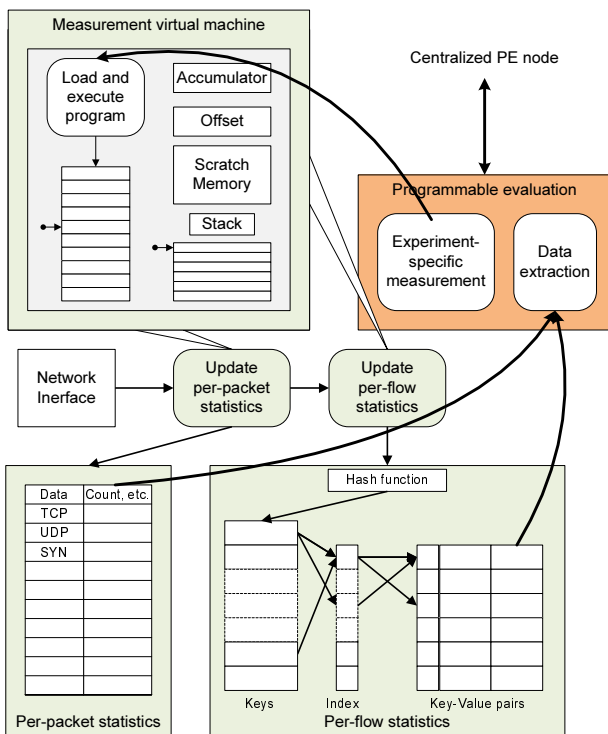 Measurement virtual machine
Load and
execute
program
Accumulator
Offset
Scratch
Memory
Stack
Centralized PE node
Programmable evaluation
Experiment-
specific
measurement
Data
extraction
Network
Inerface
Update
per-packet
statistics
Update
per-flow
statistics
Data Count, etc.
TCP
UDP
SYN
Per-packet statistics
Hash function
Keys Index Key-Value pairs
Per-flow statistics